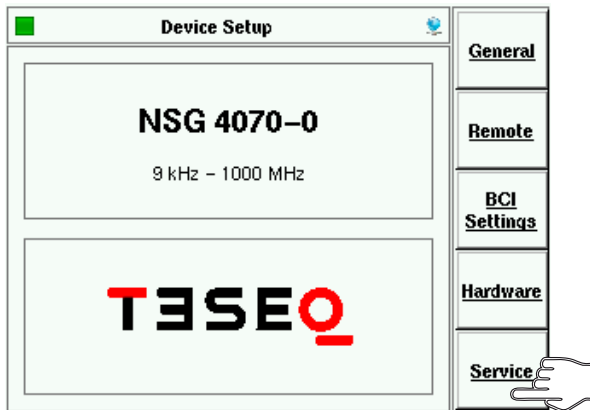 Device Setup
NSG 4070-0
9 kHz - 1000 MHz
TESEQ
General
Remote
BCI
Settings
Hardware
Service